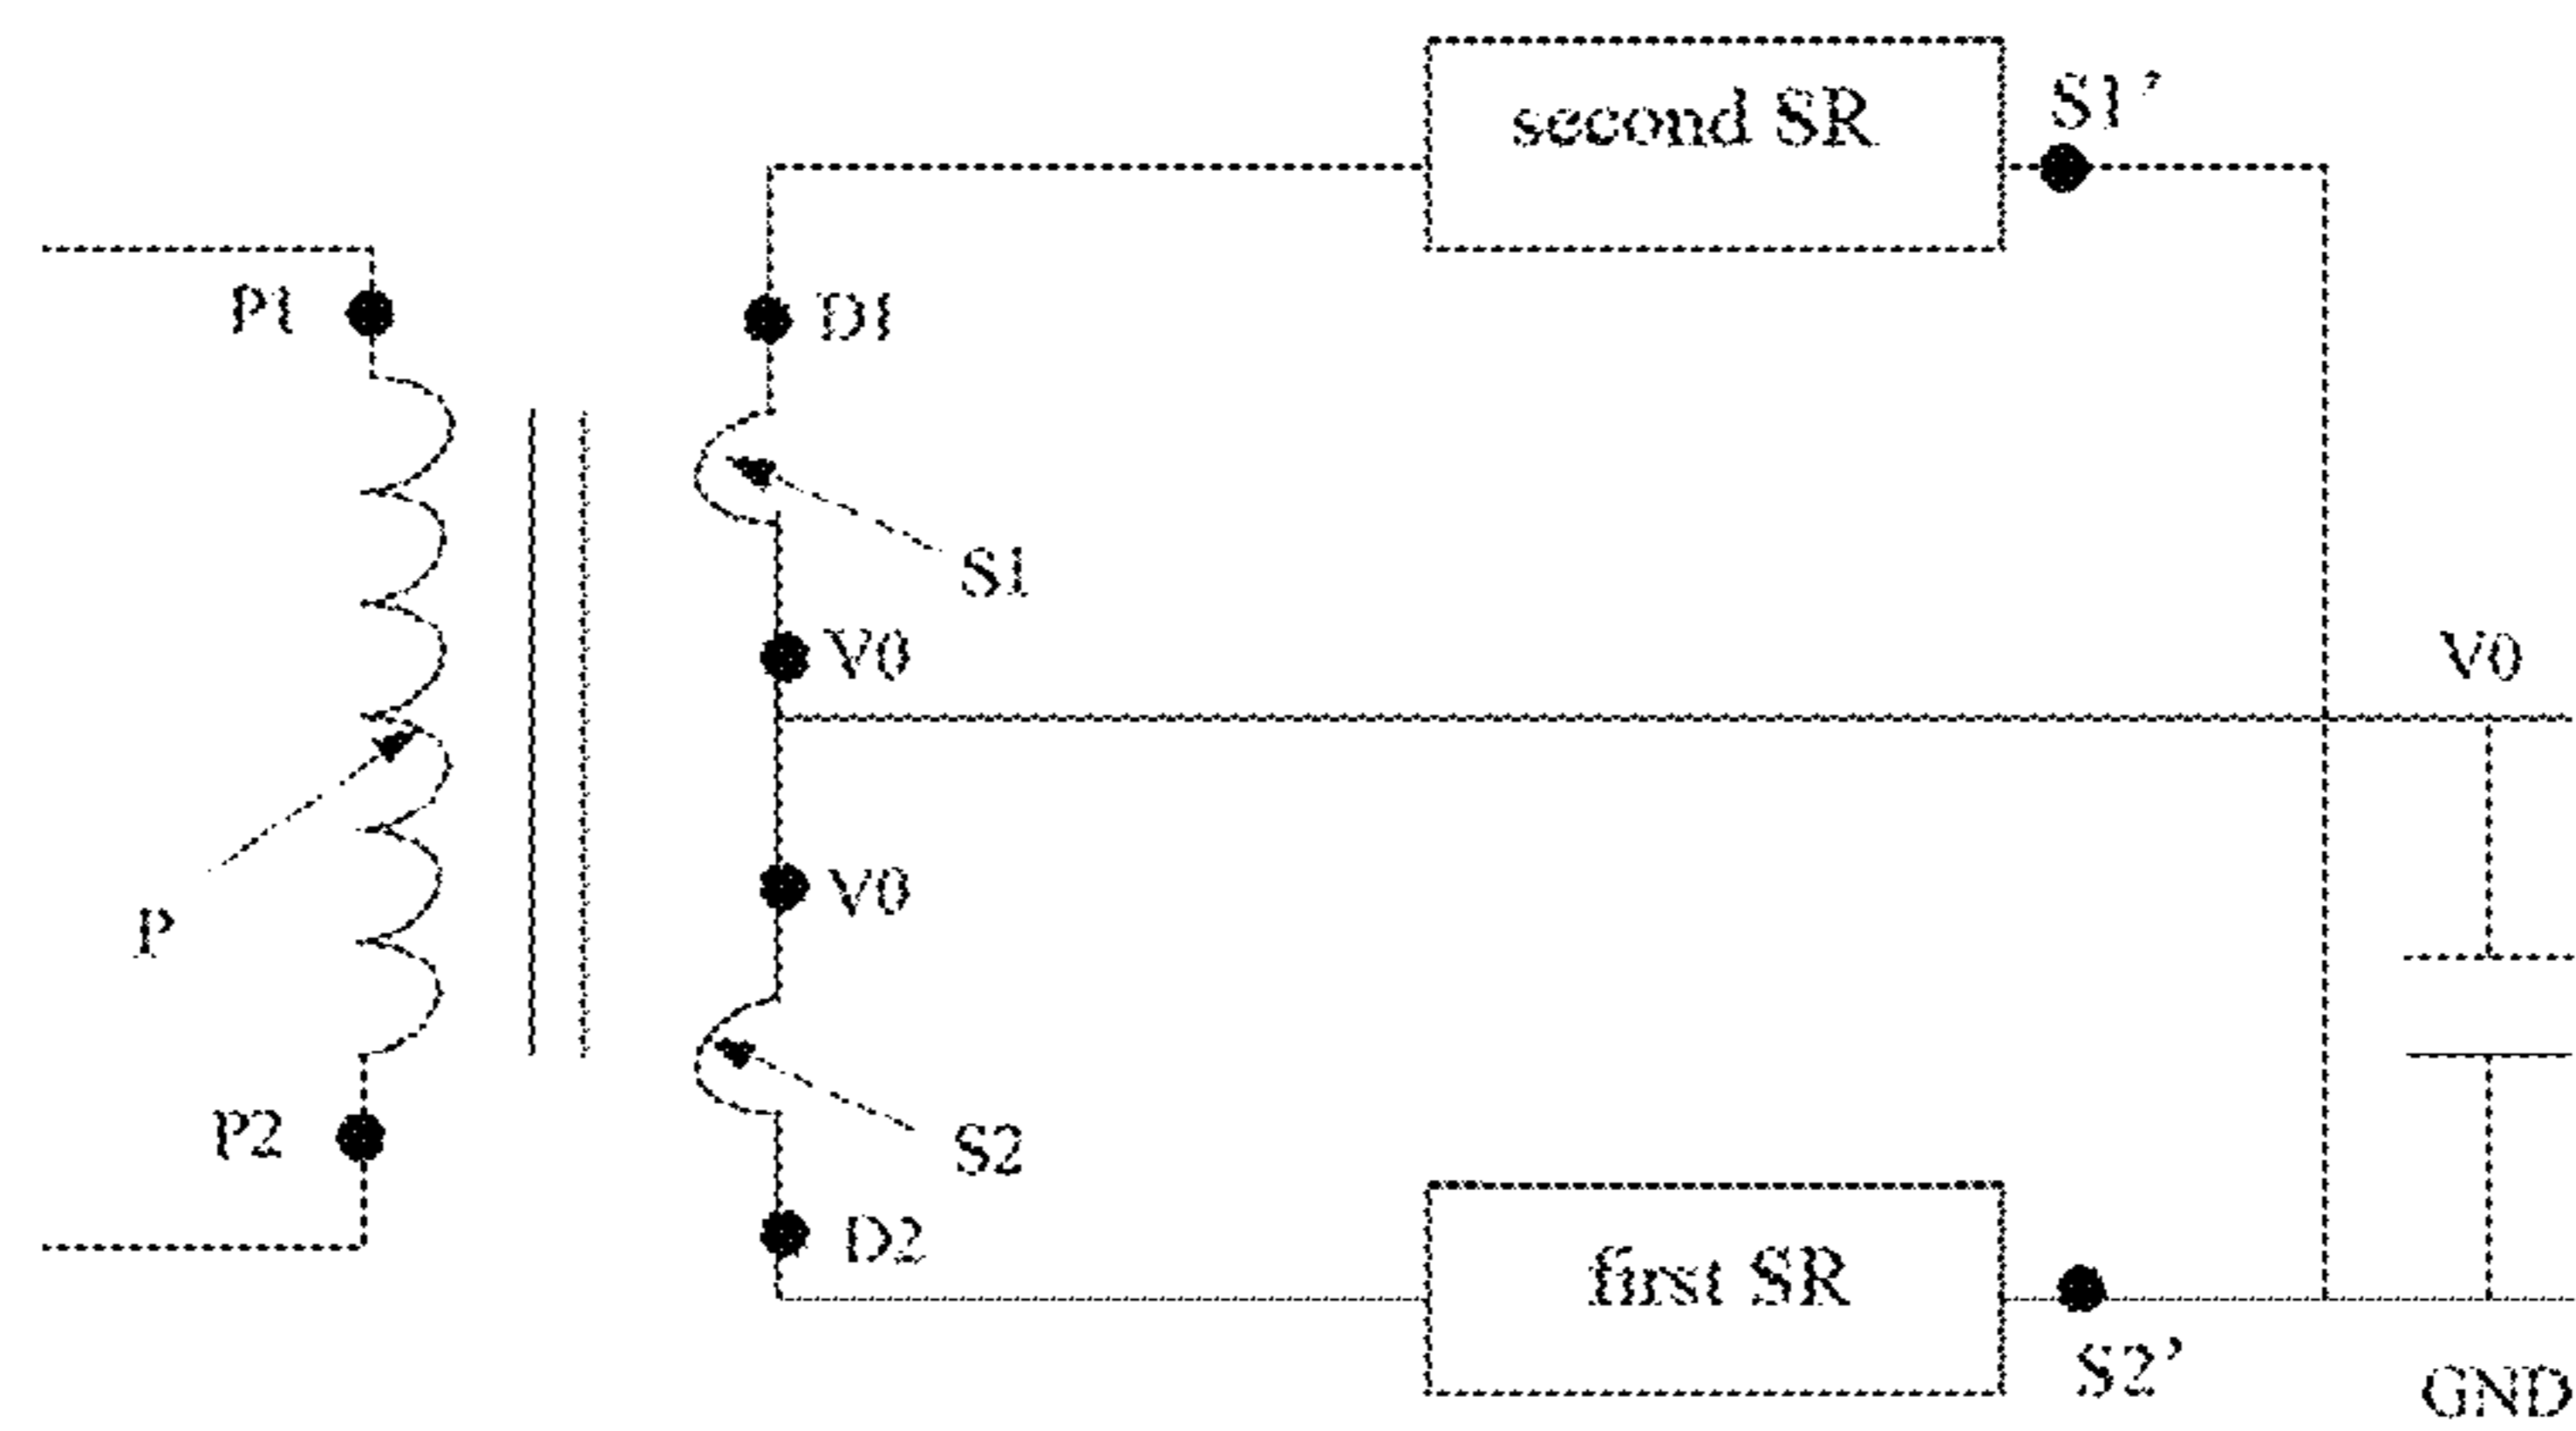 second SR
S1’
P1
D1
S1
V0
V0
V0
P
P2
S2
D2
first SR
S2’
GND